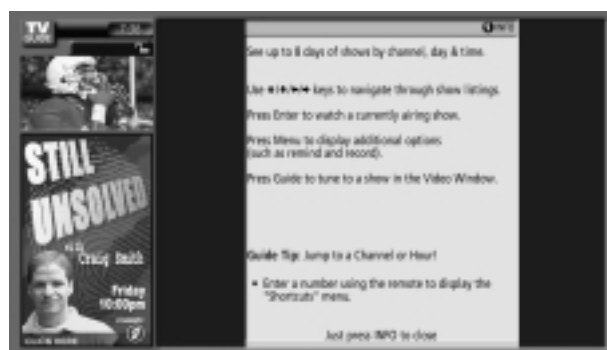 TV
GUIDE
INFO
See up to 8 days of shows by channel, day & time.
Use keys to navigate through show listings.
Press Enter to watch a currently airing show.
Press Menu to display additional options
(such as remind and record).
Press Guide to tune to a show in the Video Window.
STILL
UNSOLVED
with
Craig Smith
Friday
10:00pm
Guide Tip: Jump to a Channel or Hour!
• Enter a number using the remote to display the
"Shortcuts" menu.
Just press INFO to close